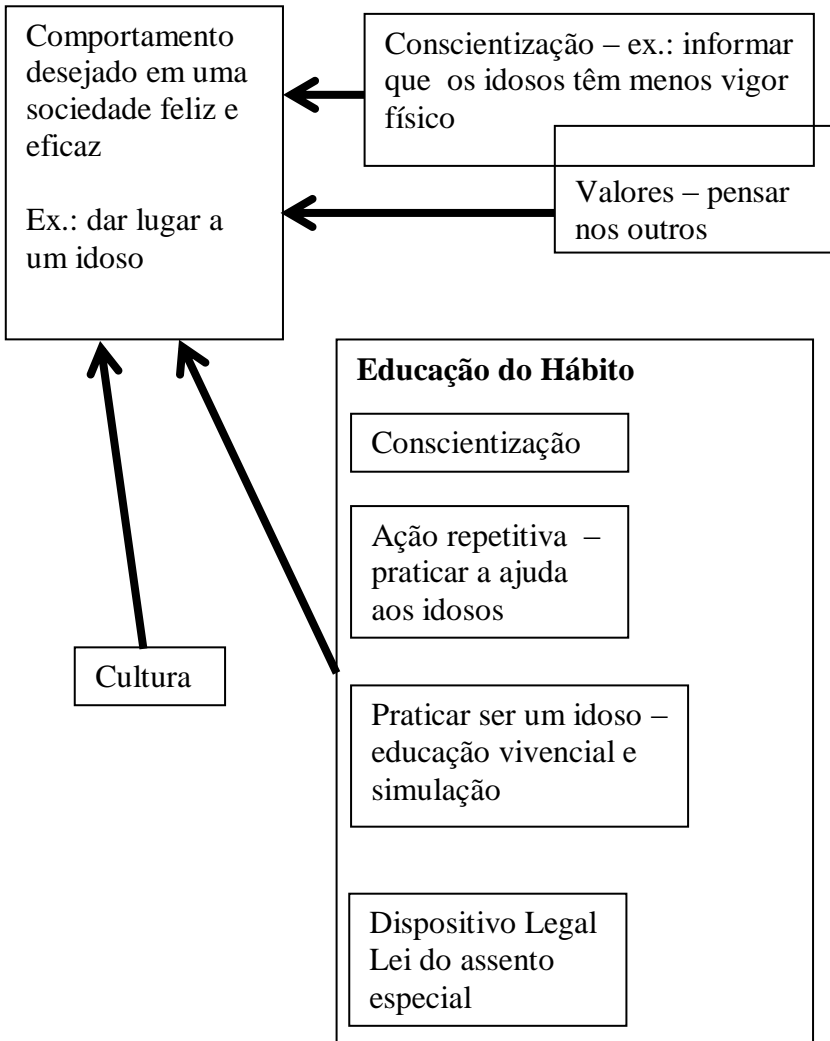 Comportamento
desejado em uma
sociedade feliz e
eficaz
Ex.: dar lugar a
um idoso
Conscientização – ex.: informar
que os idosos têm menos vigor
físico
Valores – pensar
nos outros
Educação do Hábito
Conscientização
Ação repetitiva –
praticar a ajuda
aos idosos
Cultura
Praticar ser um idoso –
educação vivencial e
simulação
Dispositivo Legal
Lei do assento
especial